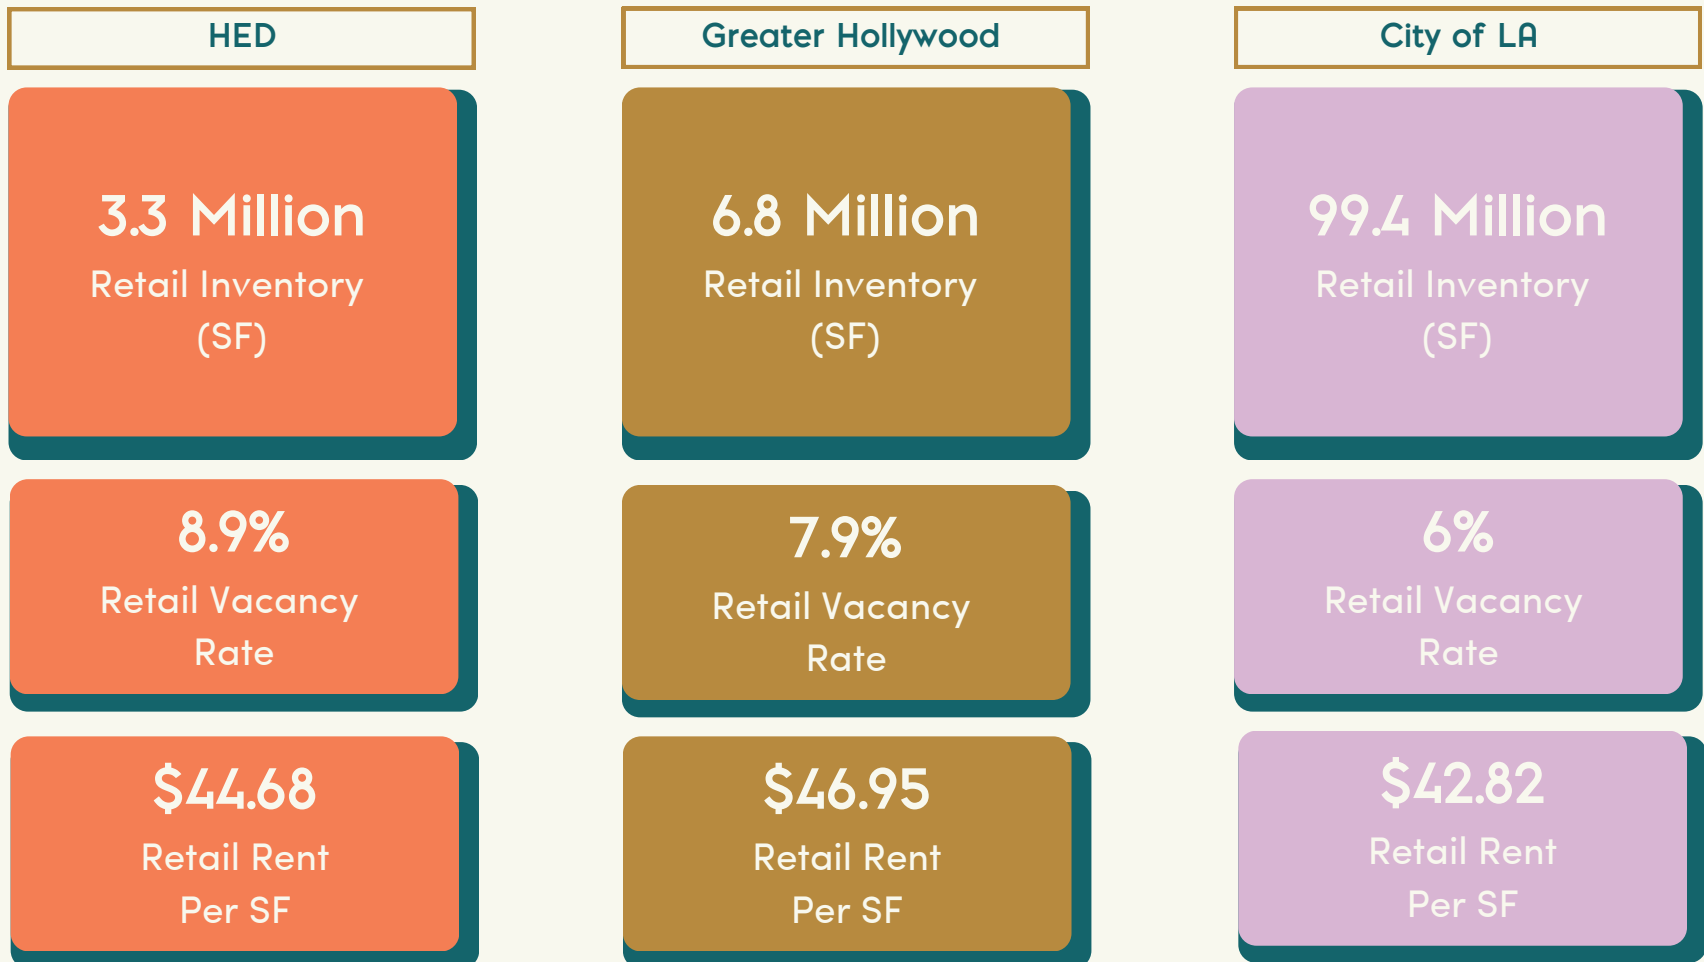 HED
3.3 Million
Retail Inventory
(SF)
8.9%
Retail Vacancy
Rate
$44.68
Retail Rent
Per SF
Greater Hollywood
6.8 Million
Retail Inventory
(SF)
7.9%
Retail Vacancy
Rate
$46.95
Retail Rent
Per SF
City of LA
99.4 Million
Retail Inventory
(SF)
6%
Retail Vacancy
Rate
$42.82
Retail Rent
Per SF